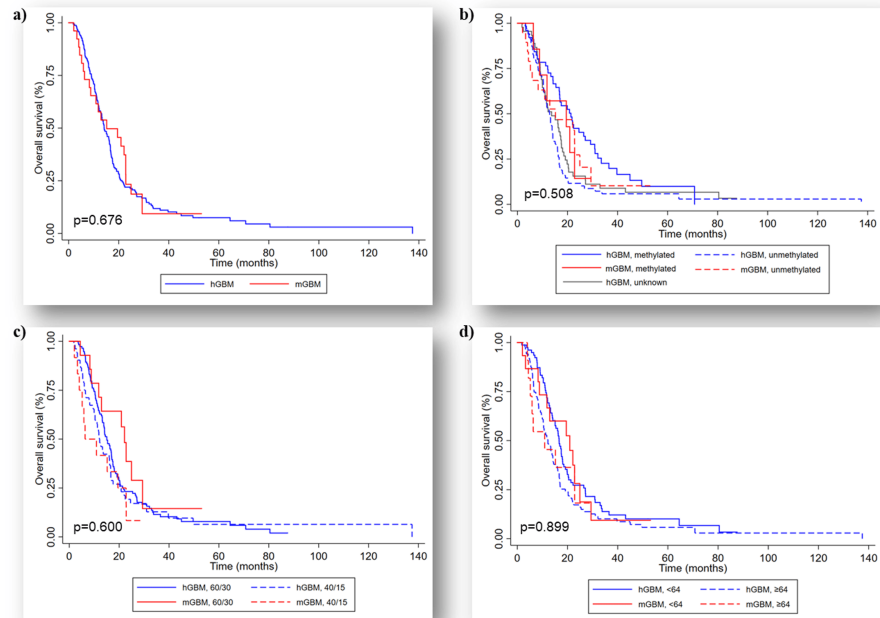 a)
Overall survival (%)
1.00
0.75
0.50
0.25
0.00
p=0.676
0 20 40 60 80 100 120 140
Time (months)
hGBM mGBM
b)
Overall survival (%)
1.00
0.75
0.50
0.25
0.00
p=0.508
0 20 40 60 80 100 120 140
Time (months)
hGBM, methylated hGBM, unmethylated
mGBM, methylated mGBM, unmethylated
hGBM, unknown
c)
Overall survival (%)
1.00
0.75
0.50
0.25
0.00
p=0.600
0 20 40 60 80 100 120 140
Time (months)
hGBM, 60/30 hGBM, 40/15
mGBM, 60/30 mGBM, 40/15
d)
Overall survival (%)
1.00
0.75
0.50
0.25
0.00
p=0.899
0 20 40 60 80 100 120 140
Time (months)
hGBM, <64 hGBM, ≥64
mGBM, <64 mGBM, ≥64